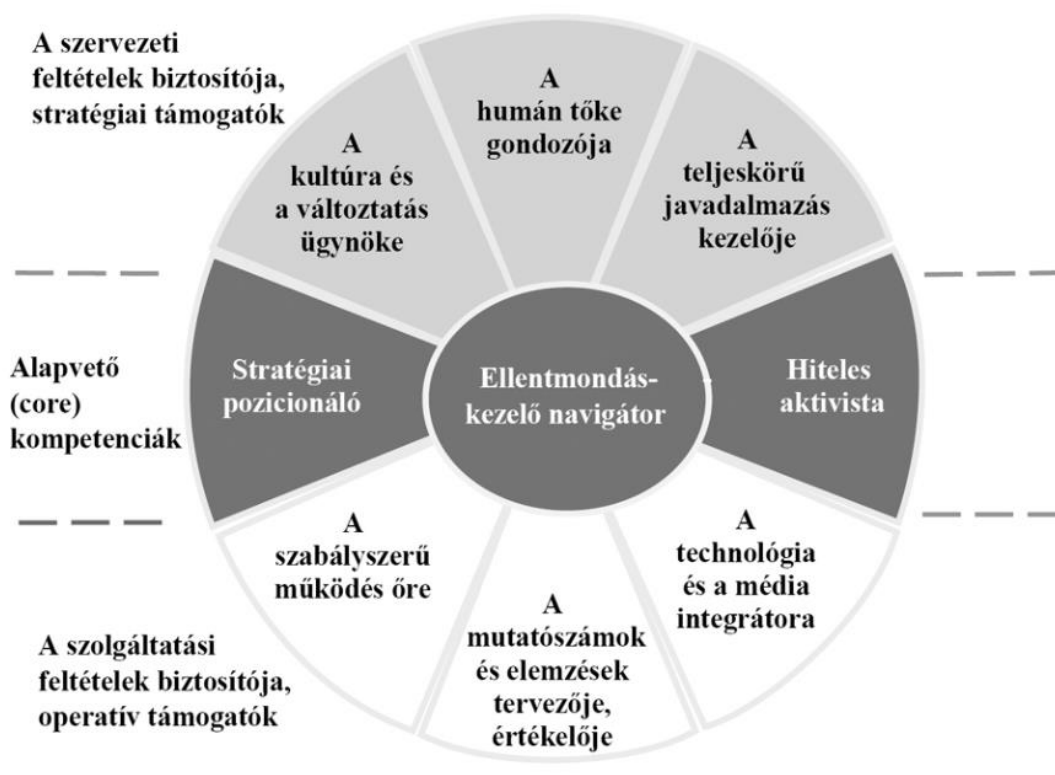 A szervezeti
feltételek biztosítója,
stratégiai támogatók
A
kultúra és
a változtatás
ügynöke
A
humán tőke
gondozója
A
teljeskörű
javadalmazás
kezelője
Alapvető
(core)
kompetenciák
Stratégiai
pozicionáló
Ellentmondás-
kezelő navigátor
Hiteles
aktivista
A szolgáltatási
feltételek biztosítója,
operatív támogatók
A
szabályszerű
működés őre
A
mutatószámok
és elemzések
tervezője,
értékelője
A
technológia
és a média
integrátora